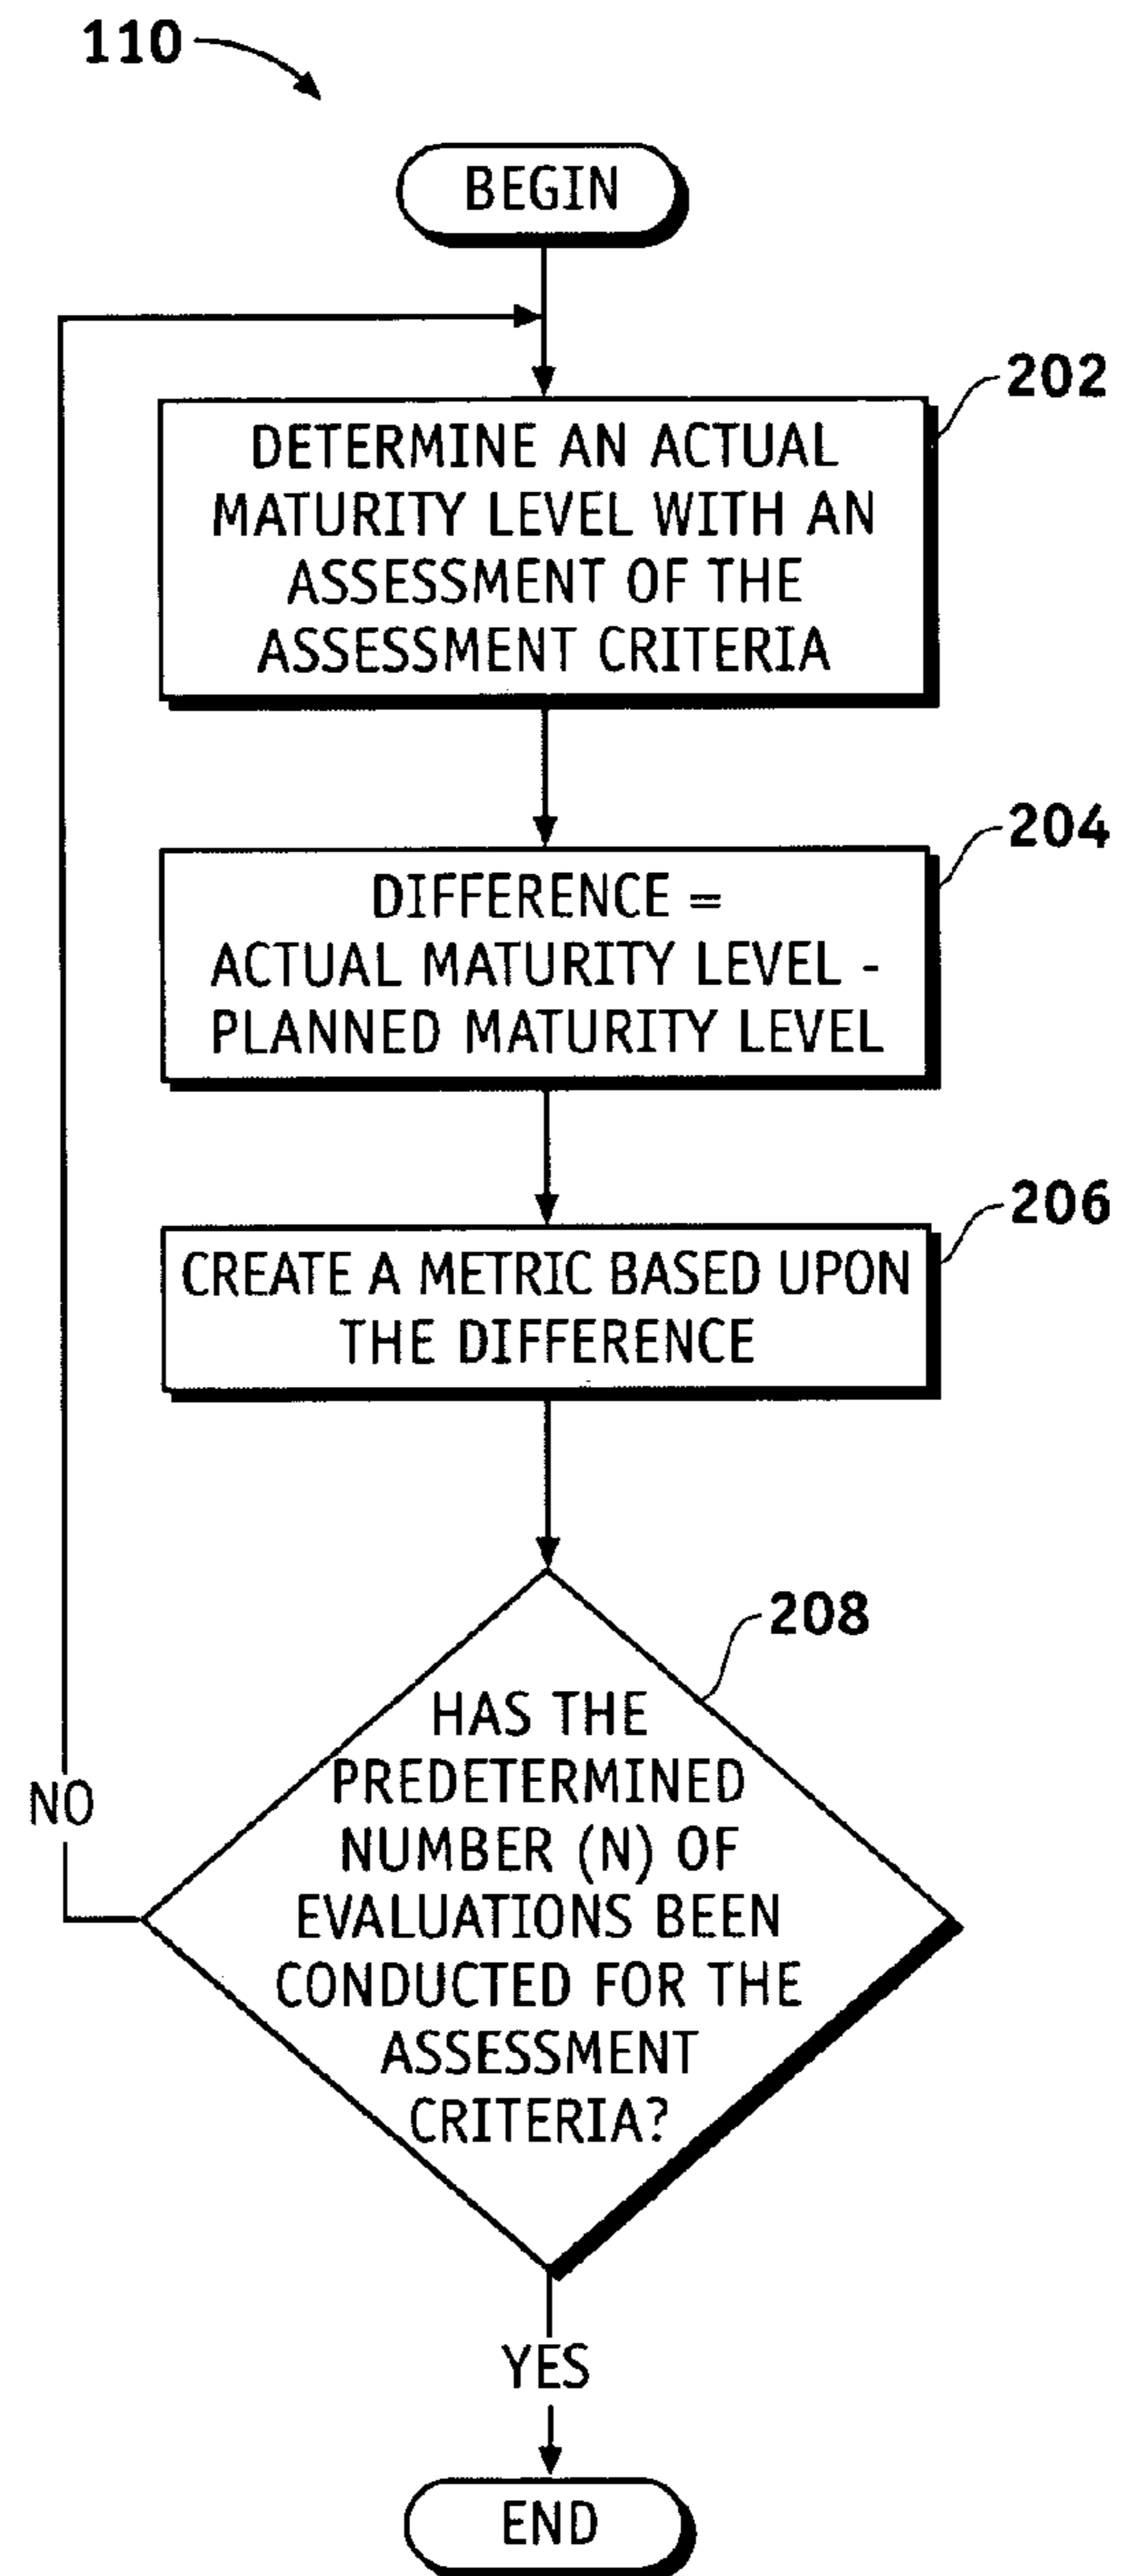 110
BEGIN
202
DETERMINE AN ACTUAL
MATURITY LEVEL WITH AN
ASSESSMENT OF THE
ASSESSMENT CRITERIA
204
DIFFERENCE =
ACTUAL MATURITY LEVEL -
PLANNED MATURITY LEVEL
206
CREATE A METRIC BASED UPON
THE DIFFERENCE
208
HAS THE
PREDETERMINED
NUMBER (N) OF
EVALUATIONS BEEN
CONDUCTED FOR THE
ASSESSMENT
CRITERIA?
NO
YES
END